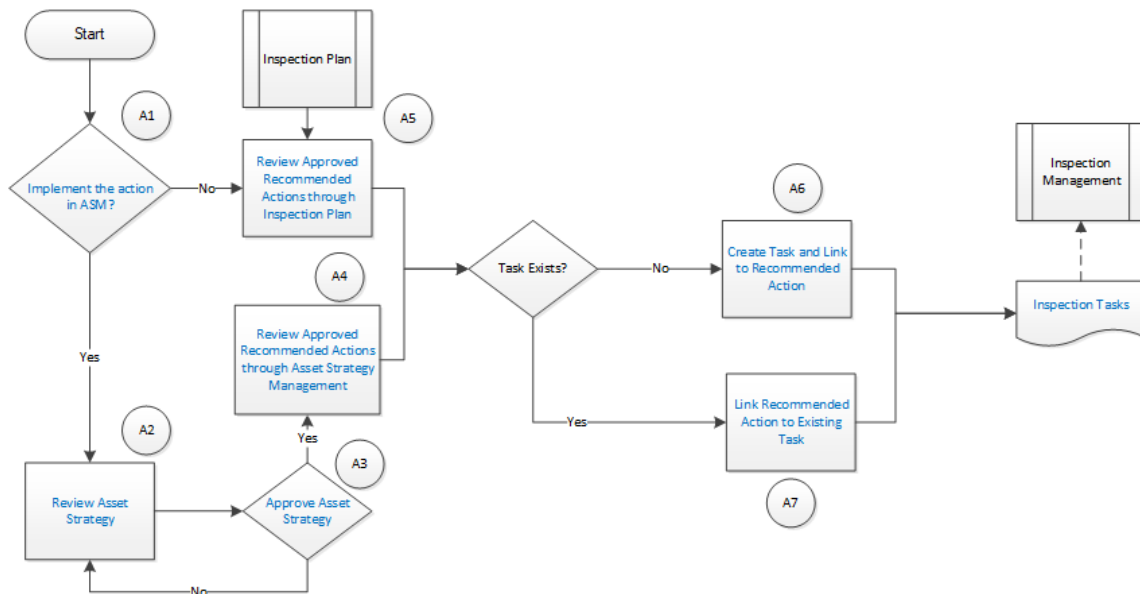 Start
Inspection Plan
A1
A5
Implement the action
in ASM?
No
Review Approved
Recommended
Actions through
Inspection Plan
A6
Inspection
Management
A4
Task Exists?
No
Create Task and Link
to Recommended
Action
Inspection Tasks
Review Approved
Recommended Actions
through Asset Strategy
Management
Yes
Link Recommended
Action to Existing
Task
Yes
A2
Yes
A3
A7
Review Asset
Strategy
Approve Asset
Strategy
No